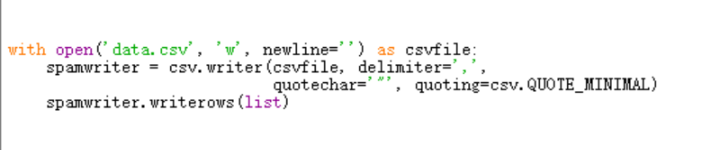 with open('data.csv', 'w', newline='') as csvfile:
    spamwriter = csv.writer(csvfile, delimiter=',',
                            quotechar='"', quoting=csv.QUOTE_MINIMAL)
    spamwriter.writerows(list)